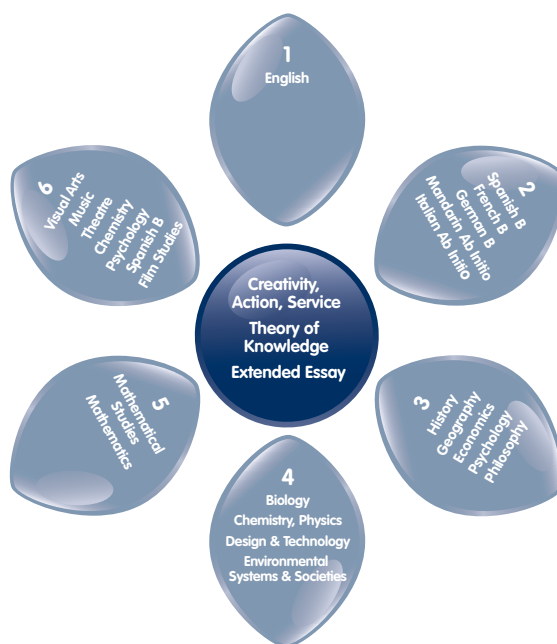 1
English
2
Spanish B
French B
German B
Mandarin Ab Initio
Italian Ab Initio
3
History
Geography
Economics
Psychology
Philosophy
4
Biology
Chemistry, Physics
Design & Technology
Environmental
Systems & Societies
5
Mathematical
Studies
Mathematics
6
Visual Arts
Music
Theatre
Chemistry
Psychology
Spanish B
Film Studies
Creativity,
Action, Service
Theory of
Knowledge
Extended Essay